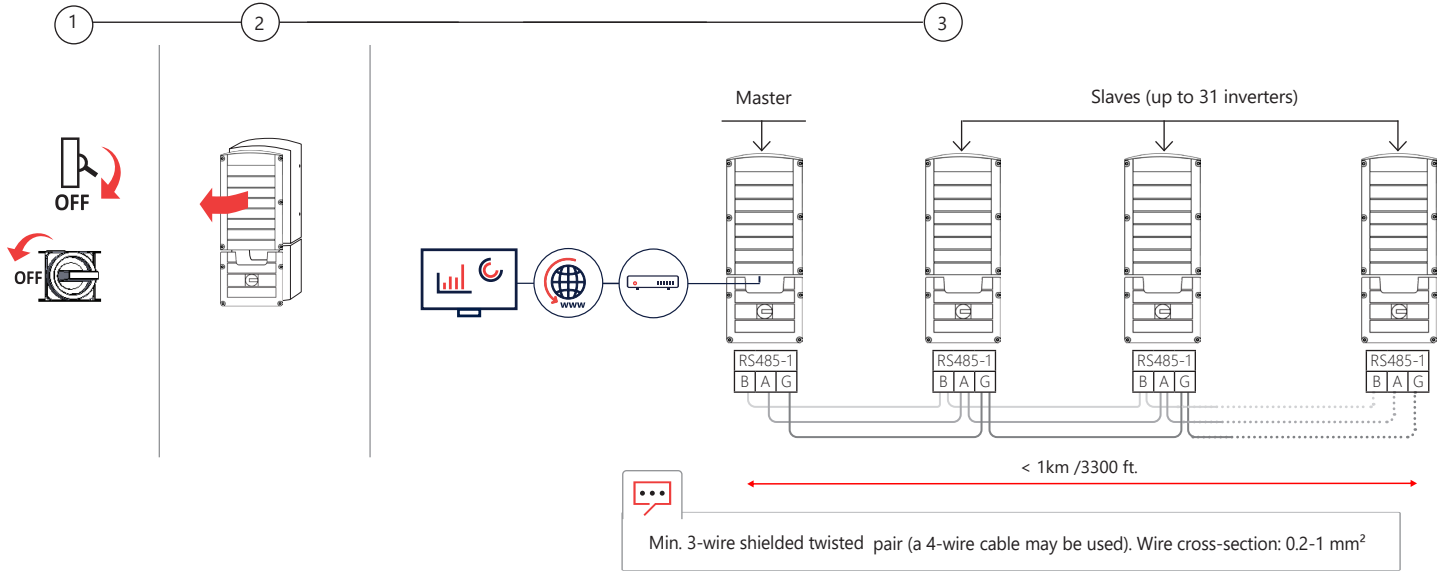 1
2
3
Master
Slaves (up to 31 inverters)
OFF
OFF
www
RS485-1
B A G
RS485-1
B A G
RS485-1
B A G
RS485-1
B A G
< 1km /3300 ft.
Min. 3-wire shielded twisted pair (a 4-wire cable may be used). Wire cross-section: 0.2-1 mm²